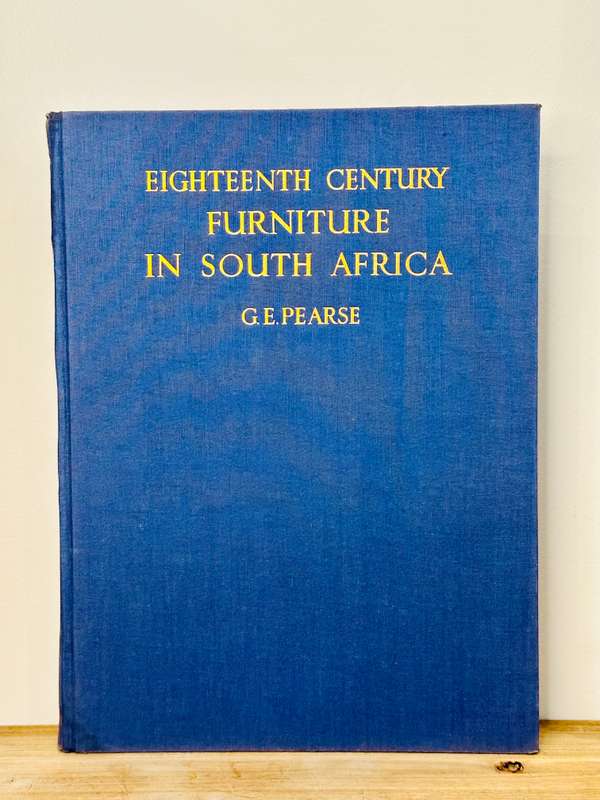 EIGHTEENTH CENTURY
FURNITURE
IN SOUTH AFRICA
G.E.PEARSE